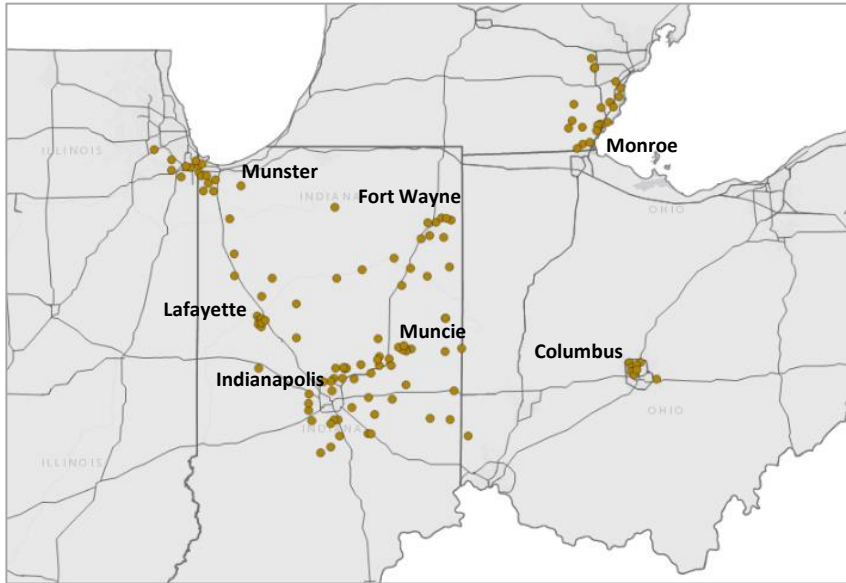 Monroe
ILLINOIS
Munster
INDIANA
Fort Wayne
OHIO
Lafayette
Muncie
Columbus
Indianapolis
OHIO
INDIANA
ILLINOIS